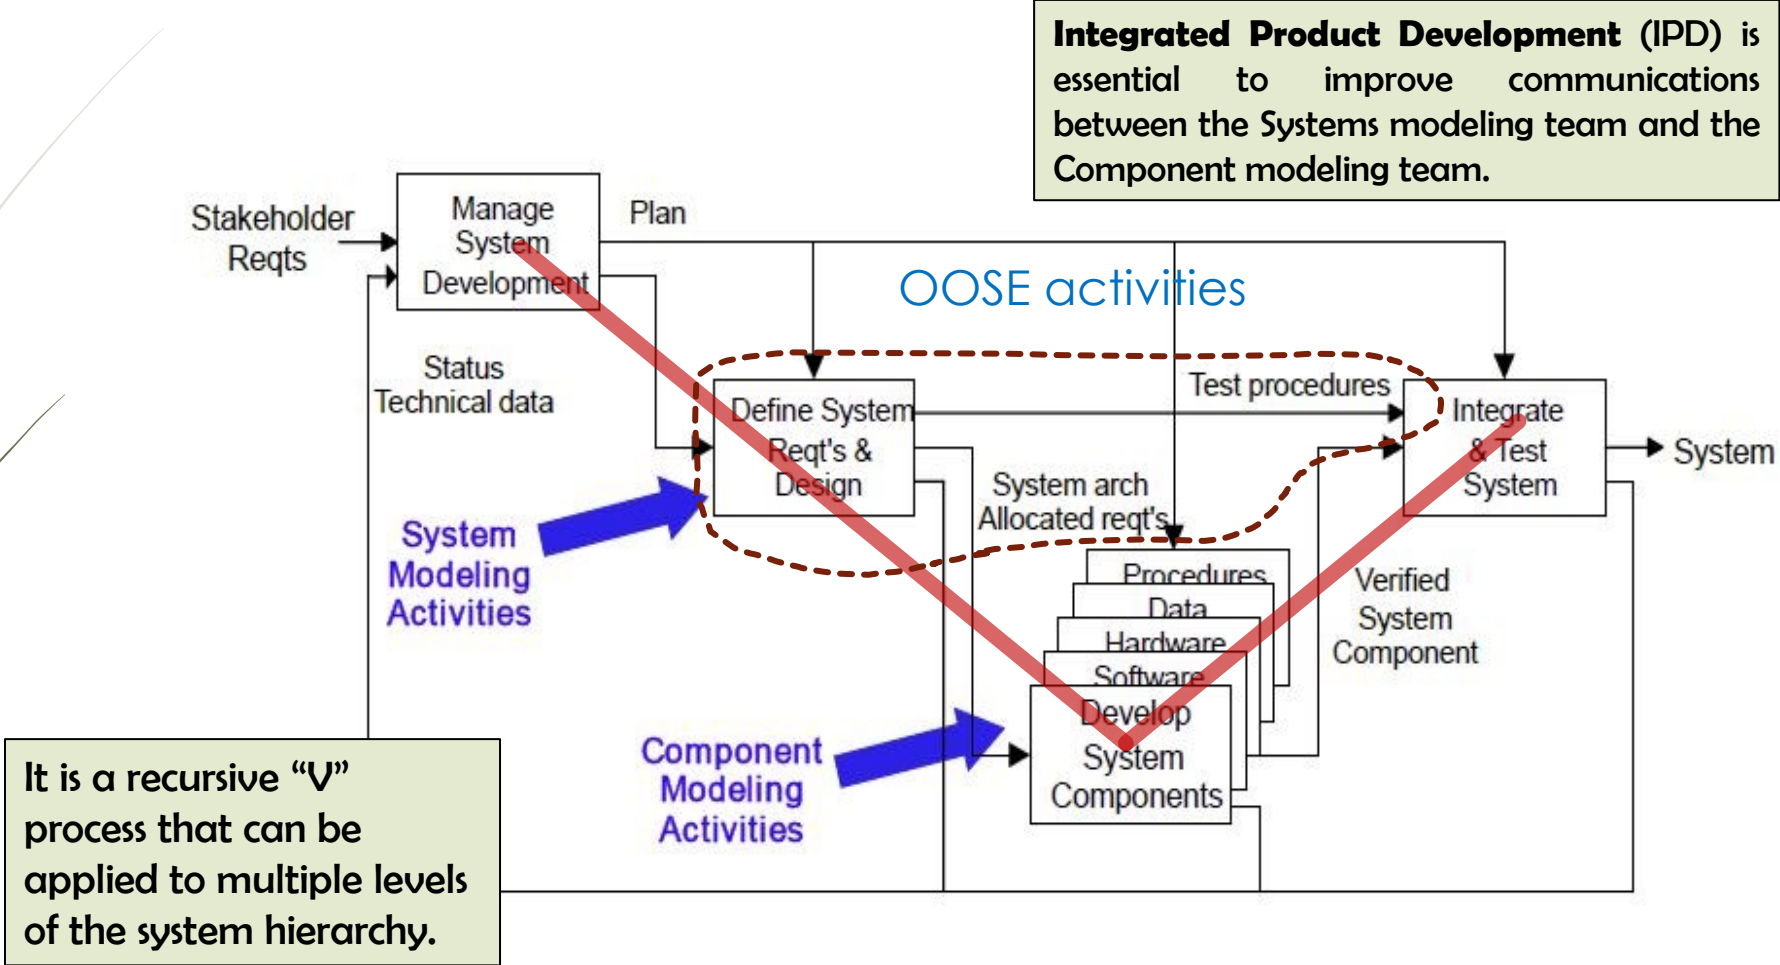 Integrated Product Development (IPD) is
essential to improve communications
between the Systems modeling team and the
Component modeling team.
Stakeholder
Reqts
Manage
System
Development
Plan
OOSE activities
Status
Technical data
Define System
Reqt's &
Design
Test procedures
Integrate
& Test
System
System
System arch
Allocated reqt's
System
Modeling
Activities
Procedures
Data
Hardware
Software
Develop
System
Components
Verified
System
Component
Component
Modeling
Activities
It is a recursive “V”
process that can be
applied to multiple levels
of the system hierarchy.